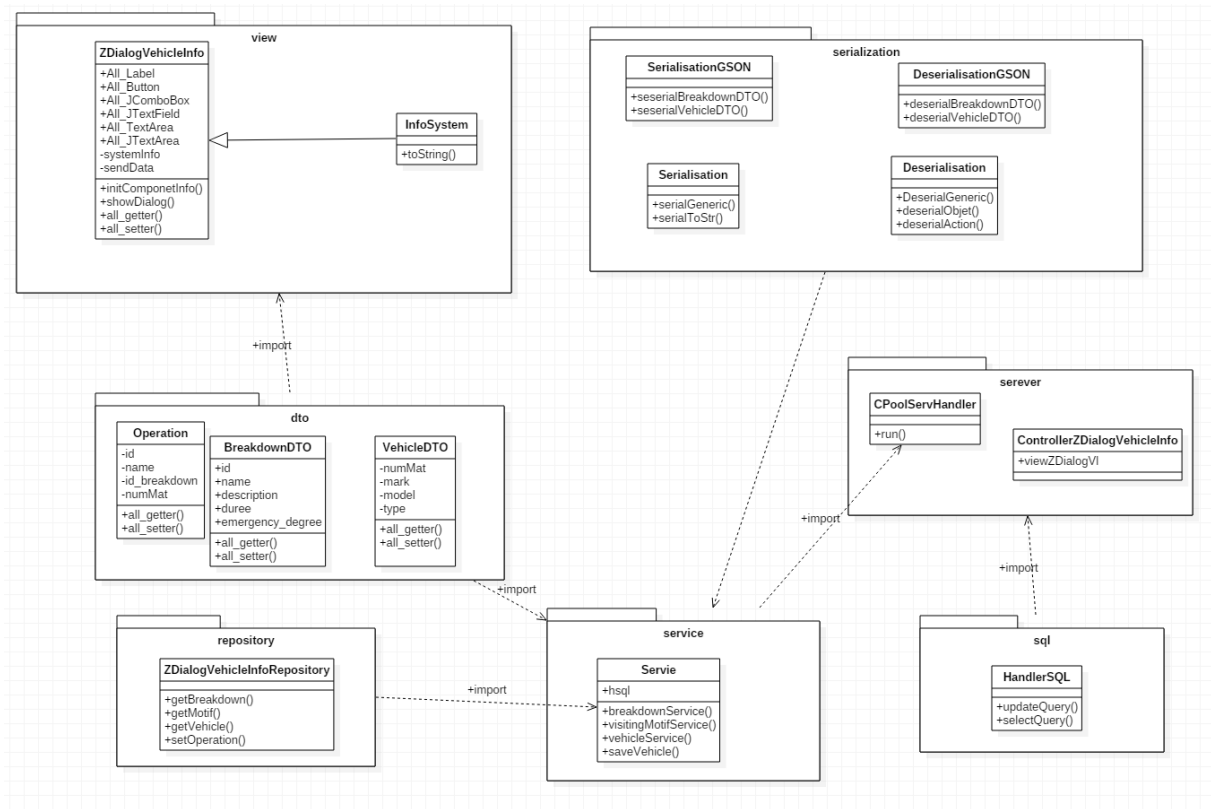 view
ZDialogVehicleInfo
+All_Label
+All_Button
+All_JComboBox
+All_JTextField
+All_TextArea
+All_JTextArea
-systemInfo
-sendData
+initComponetInfo()
+showDialog()
+all_getter()
+all_setter()
InfoSystem
+toString()
serialization
SerialisationGSON
+seserialBreakdownDTO()
+seserialVehicleDTO()
DeserialisationGSON
+deserialBreakdownDTO()
+deserialVehicleDTO()
Serialisation
+serialGeneric()
+serialToStr()
Deserialisation
+DeserialGeneric()
+deserialObjet()
+deserialAction()
+import
dto
Operation
-id
-name
-id_breakdown
-numMat
+all_getter()
+all_setter()
BreakdownDTO
+id
+name
+description
+duree
+emergency_degree
+all_getter()
+all_setter()
VehicleDTO
-numMat
-mark
-model
-type
+all_getter()
+all_setter()
serever
CPoolServHandler
+run()
ControllerZDialogVehicleInfo
+viewZDialogVI
+import
+import
+import
repository
ZDialogVehicleInfoRepository
+getBreakdown()
+getMotif()
+getVehicle()
+setOperation()
+import
service
Servie
+hsql
+breakdownService()
+visitingMotifService()
+vehicleService()
+saveVehicle()
sql
HandlerSQL
+updateQuery()
+selectQuery()